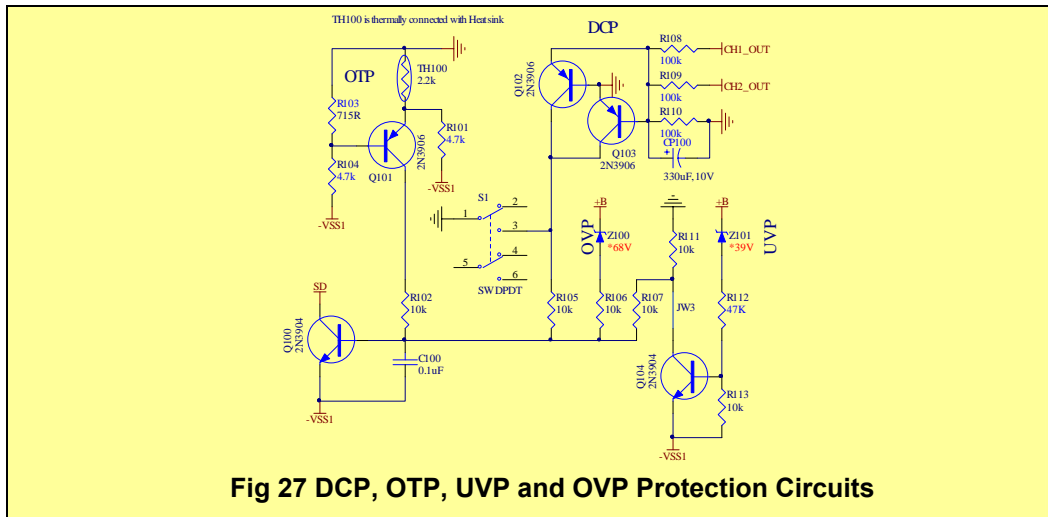 TH100 is thermally connected with Heatsink
DCP
R108
100k
CH1_OUT
OTP
TH100
2.2k
Q102
2N3906
R109
100k
CH2_OUT
R103
715R
R101
4.7k
R110
100k
Q103
2N3906
CP100
+
330uF, 10V
R104
4.7k
Q101
2N3906
-VSS1
-VSS1
S1
1
2
3
4
5
6
SW DPDT
OVP
+B
Z100
*68V
R111
10k
+B
Z101
*39V
UVP
SD
R102
10k
R105
10k
R106
10k
R107
10k
JW3
R112
47K
Q100
2N3904
C100
0.1uF
Q104
2N3904
R113
10k
-VSS1
-VSS1
Fig 27 DCP, OTP, UVP and OVP Protection Circuits